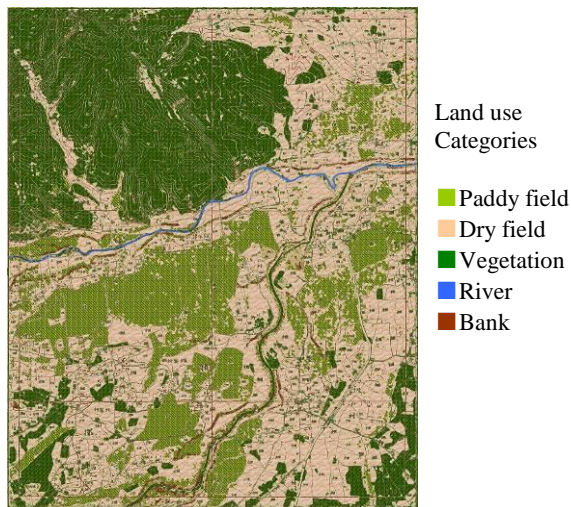 Land use
Categories
Paddy field
Dry field
Vegetation
River
Bank